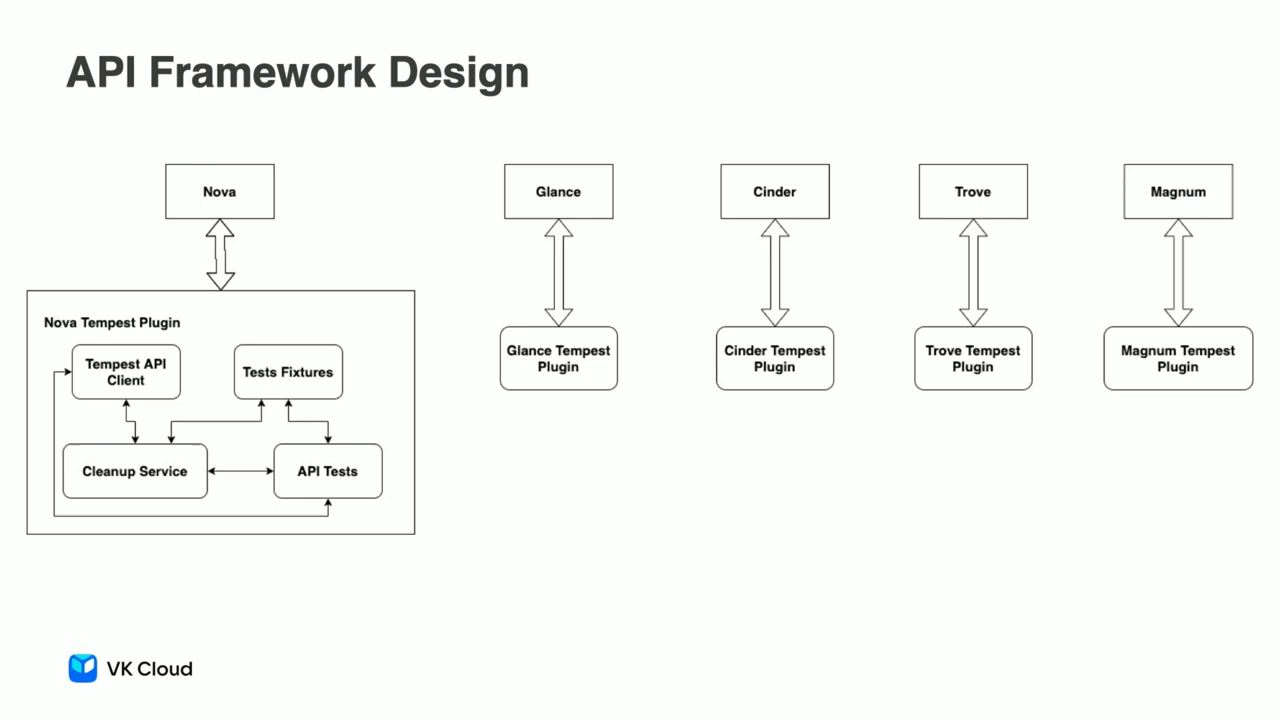 API Framework Design
Nova
Glance
Cinder
Trove
Magnum
Nova Tempest Plugin
Tempest API
Client
Tests Fixtures
Cleanup Service
API Tests
Glance Tempest
Plugin
Cinder Tempest
Plugin
Trove Tempest
Plugin
Magnum Tempest
Plugin
VK Cloud